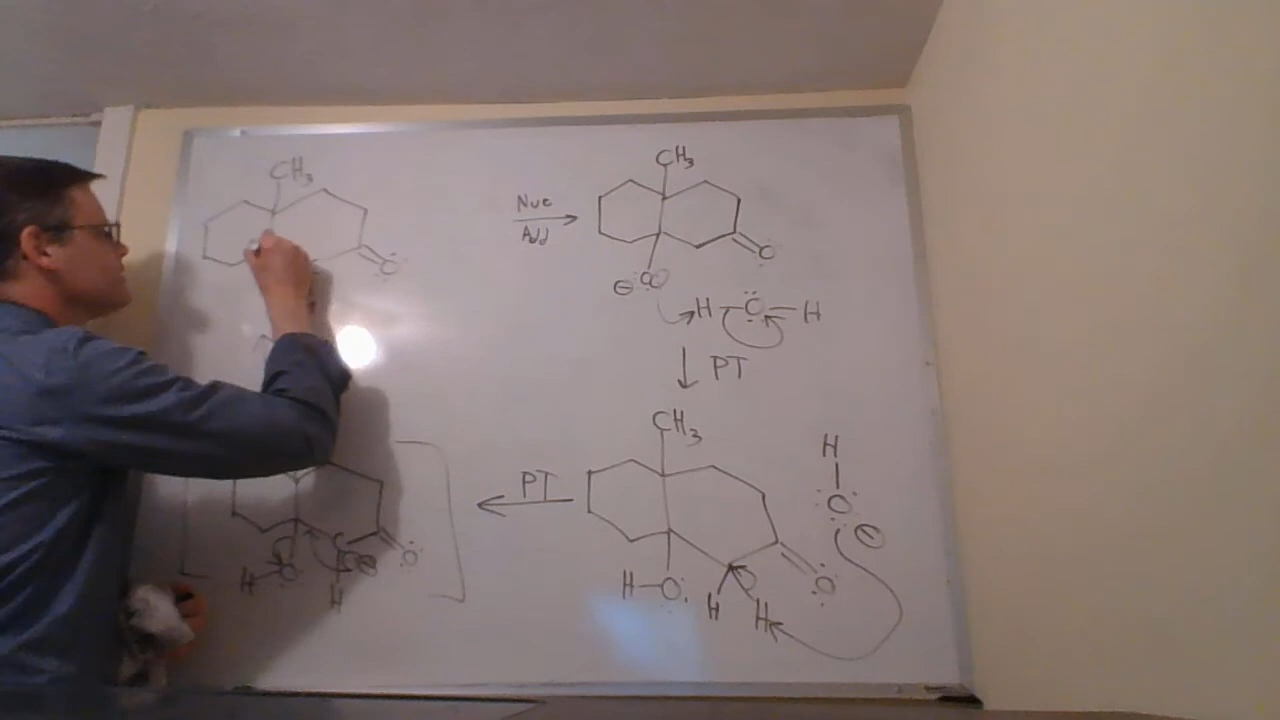 CH3
O
Nuc
Add
CH3
O
⊖ O
H-O-H
PT
CH3
H
O ⊖
H-O
O
H
H
PT
H-O
C ⊖
O
H